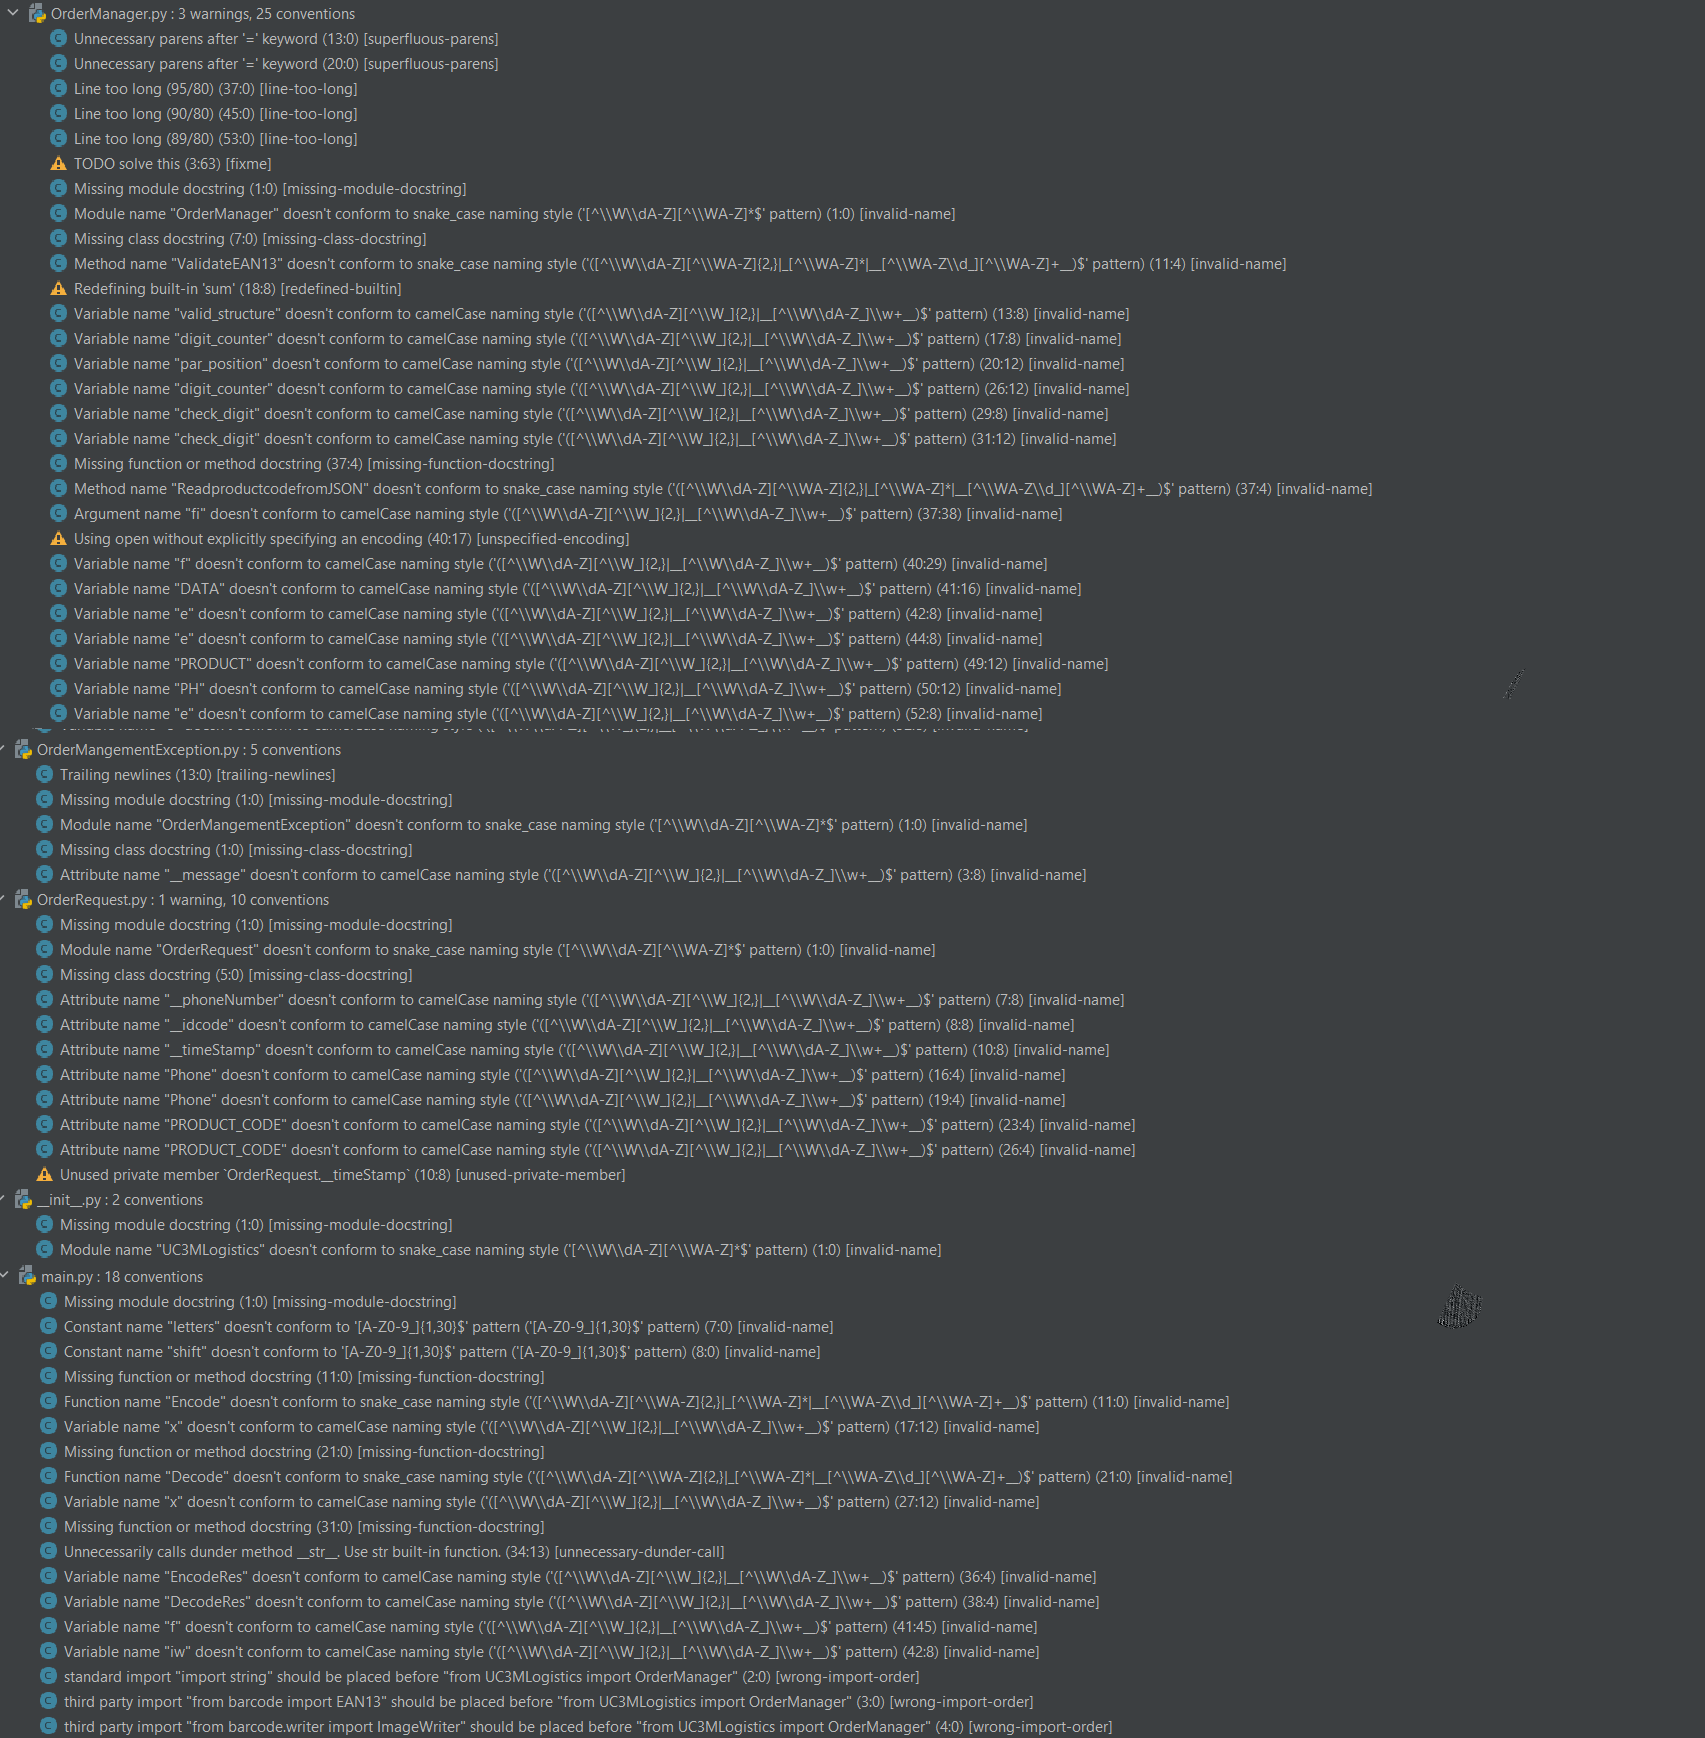 OrderManager.py : 3 warnings, 25 conventions
Unnecessary parens after '=' keyword (13:0) [superfluous-parens]
Unnecessary parens after '=' keyword (20:0) [superfluous-parens]
Line too long (95/80) (37:0) [line-too-long]
Line too long (90/80) (45:0) [line-too-long]
Line too long (89/80) (53:0) [line-too-long]
TODO solve this (3:63) [fixme]
Missing module docstring (1:0) [missing-module-docstring]
Module name "OrderManager" doesn't conform to snake_case naming style ('[^\\W\\dA-Z][^\\WA-Z]*$' pattern) (1:0) [invalid-name]
Missing class docstring (7:0) [missing-class-docstring]
Method name "ValidateEAN13" doesn't conform to snake_case naming style ('([^\\W\\dA-Z][^\\WA-Z]{2,}|_[^\\WA-Z]*|__[^\\WA-Z\\d_][^\\WA-Z]+__)$' pattern) (11:4) [invalid-name]
Redefining built-in 'sum' (18:8) [redefined-builtin]
Variable name "valid_structure" doesn't conform to camelCase naming style ('([^\\W\\dA-Z][^\\W_]{2,}|__[^\\W\\dA-Z_]\\w+__)$' pattern) (13:8) [invalid-name]
Variable name "digit_counter" doesn't conform to camelCase naming style ('([^\\W\\dA-Z][^\\W_]{2,}|__[^\\W\\dA-Z_]\\w+__)$' pattern) (17:8) [invalid-name]
Variable name "par_position" doesn't conform to camelCase naming style ('([^\\W\\dA-Z][^\\W_]{2,}|__[^\\W\\dA-Z_]\\w+__)$' pattern) (20:12) [invalid-name]
Variable name "digit_counter" doesn't conform to camelCase naming style ('([^\\W\\dA-Z][^\\W_]{2,}|__[^\\W\\dA-Z_]\\w+__)$' pattern) (26:12) [invalid-name]
Variable name "check_digit" doesn't conform to camelCase naming style ('([^\\W\\dA-Z][^\\W_]{2,}|__[^\\W\\dA-Z_]\\w+__)$' pattern) (29:8) [invalid-name]
Variable name "check_digit" doesn't conform to camelCase naming style ('([^\\W\\dA-Z][^\\W_]{2,}|__[^\\W\\dA-Z_]\\w+__)$' pattern) (31:12) [invalid-name]
Missing function or method docstring (37:4) [missing-function-docstring]
Method name "ReadproductcodefromJSON" doesn't conform to snake_case naming style ('([^\\W\\dA-Z][^\\WA-Z]{2,}|_[^\\WA-Z]*|__[^\\WA-Z\\d_][^\\WA-Z]+__)$' pattern) (37:4) [invalid-name]
Argument name "fi" doesn't conform to camelCase naming style ('([^\\W\\dA-Z][^\\W_]{2,}|__[^\\W\\dA-Z_]\\w+__)$' pattern) (37:38) [invalid-name]
Using open without explicitly specifying an encoding (40:17) [unspecified-encoding]
Variable name "f" doesn't conform to camelCase naming style ('([^\\W\\dA-Z][^\\W_]{2,}|__[^\\W\\dA-Z_]\\w+__)$' pattern) (40:29) [invalid-name]
Variable name "DATA" doesn't conform to camelCase naming style ('([^\\W\\dA-Z][^\\W_]{2,}|__[^\\W\\dA-Z_]\\w+__)$' pattern) (41:16) [invalid-name]
Variable name "e" doesn't conform to camelCase naming style ('([^\\W\\dA-Z][^\\W_]{2,}|__[^\\W\\dA-Z_]\\w+__)$' pattern) (42:8) [invalid-name]
Variable name "e" doesn't conform to camelCase naming style ('([^\\W\\dA-Z][^\\W_]{2,}|__[^\\W\\dA-Z_]\\w+__)$' pattern) (44:8) [invalid-name]
Variable name "PRODUCT" doesn't conform to camelCase naming style ('([^\\W\\dA-Z][^\\W_]{2,}|__[^\\W\\dA-Z_]\\w+__)$' pattern) (49:12) [invalid-name]
Variable name "PH" doesn't conform to camelCase naming style ('([^\\W\\dA-Z][^\\W_]{2,}|__[^\\W\\dA-Z_]\\w+__)$' pattern) (50:12) [invalid-name]
Variable name "e" doesn't conform to camelCase naming style ('([^\\W\\dA-Z][^\\W_]{2,}|__[^\\W\\dA-Z_]\\w+__)$' pattern) (52:8) [invalid-name]
OrderMangementException.py : 5 conventions
Trailing newlines (13:0) [trailing-newlines]
Missing module docstring (1:0) [missing-module-docstring]
Module name "OrderMangementException" doesn't conform to snake_case naming style ('[^\\W\\dA-Z][^\\WA-Z]*$' pattern) (1:0) [invalid-name]
Missing class docstring (1:0) [missing-class-docstring]
Attribute name "__message" doesn't conform to camelCase naming style ('([^\\W\\dA-Z][^\\W_]{2,}|__[^\\W\\dA-Z_]\\w+__)$' pattern) (3:8) [invalid-name]
OrderRequest.py : 1 warning, 10 conventions
Missing module docstring (1:0) [missing-module-docstring]
Module name "OrderRequest" doesn't conform to snake_case naming style ('[^\\W\\dA-Z][^\\WA-Z]*$' pattern) (1:0) [invalid-name]
Missing class docstring (5:0) [missing-class-docstring]
Attribute name "__phoneNumber" doesn't conform to camelCase naming style ('([^\\W\\dA-Z][^\\W_]{2,}|__[^\\W\\dA-Z_]\\w+__)$' pattern) (7:8) [invalid-name]
Attribute name "__idcode" doesn't conform to camelCase naming style ('([^\\W\\dA-Z][^\\W_]{2,}|__[^\\W\\dA-Z_]\\w+__)$' pattern) (8:8) [invalid-name]
Attribute name "__timeStamp" doesn't conform to camelCase naming style ('([^\\W\\dA-Z][^\\W_]{2,}|__[^\\W\\dA-Z_]\\w+__)$' pattern) (10:8) [invalid-name]
Attribute name "Phone" doesn't conform to camelCase naming style ('([^\\W\\dA-Z][^\\W_]{2,}|__[^\\W\\dA-Z_]\\w+__)$' pattern) (16:4) [invalid-name]
Attribute name "Phone" doesn't conform to camelCase naming style ('([^\\W\\dA-Z][^\\W_]{2,}|__[^\\W\\dA-Z_]\\w+__)$' pattern) (19:4) [invalid-name]
Attribute name "PRODUCT_CODE" doesn't conform to camelCase naming style ('([^\\W\\dA-Z][^\\W_]{2,}|__[^\\W\\dA-Z_]\\w+__)$' pattern) (23:4) [invalid-name]
Attribute name "PRODUCT_CODE" doesn't conform to camelCase naming style ('([^\\W\\dA-Z][^\\W_]{2,}|__[^\\W\\dA-Z_]\\w+__)$' pattern) (26:4) [invalid-name]
Unused private member `OrderRequest.__timeStamp` (10:8) [unused-private-member]
__init__.py : 2 conventions
Missing module docstring (1:0) [missing-module-docstring]
Module name "UC3MLogistics" doesn't conform to snake_case naming style ('[^\\W\\dA-Z][^\\WA-Z]*$' pattern) (1:0) [invalid-name]
main.py : 18 conventions
Missing module docstring (1:0) [missing-module-docstring]
Constant name "letters" doesn't conform to '[A-Z0-9_]{1,30}$' pattern ('[A-Z0-9_]{1,30}$' pattern) (7:0) [invalid-name]
Constant name "shift" doesn't conform to '[A-Z0-9_]{1,30}$' pattern ('[A-Z0-9_]{1,30}$' pattern) (8:0) [invalid-name]
Missing function or method docstring (11:0) [missing-function-docstring]
Function name "Encode" doesn't conform to snake_case naming style ('([^\\W\\dA-Z][^\\WA-Z]{2,}|_[^\\WA-Z]*|__[^\\WA-Z\\d_][^\\WA-Z]+__)$' pattern) (11:0) [invalid-name]
Variable name "x" doesn't conform to camelCase naming style ('([^\\W\\dA-Z][^\\W_]{2,}|__[^\\W\\dA-Z_]\\w+__)$' pattern) (17:12) [invalid-name]
Missing function or method docstring (21:0) [missing-function-docstring]
Function name "Decode" doesn't conform to snake_case naming style ('([^\\W\\dA-Z][^\\WA-Z]{2,}|_[^\\WA-Z]*|__[^\\WA-Z\\d_][^\\WA-Z]+__)$' pattern) (21:0) [invalid-name]
Variable name "x" doesn't conform to camelCase naming style ('([^\\W\\dA-Z][^\\W_]{2,}|__[^\\W\\dA-Z_]\\w+__)$' pattern) (27:12) [invalid-name]
Missing function or method docstring (31:0) [missing-function-docstring]
Unnecessarily calls dunder method __str__. Use str built-in function. (34:13) [unnecessary-dunder-call]
Variable name "EncodeRes" doesn't conform to camelCase naming style ('([^\\W\\dA-Z][^\\W_]{2,}|__[^\\W\\dA-Z_]\\w+__)$' pattern) (36:4) [invalid-name]
Variable name "DecodeRes" doesn't conform to camelCase naming style ('([^\\W\\dA-Z][^\\W_]{2,}|__[^\\W\\dA-Z_]\\w+__)$' pattern) (38:4) [invalid-name]
Variable name "f" doesn't conform to camelCase naming style ('([^\\W\\dA-Z][^\\W_]{2,}|__[^\\W\\dA-Z_]\\w+__)$' pattern) (41:45) [invalid-name]
Variable name "iw" doesn't conform to camelCase naming style ('([^\\W\\dA-Z][^\\W_]{2,}|__[^\\W\\dA-Z_]\\w+__)$' pattern) (42:8) [invalid-name]
standard import "import string" should be placed before "from UC3MLogistics import OrderManager" (2:0) [wrong-import-order]
third party import "from barcode import EAN13" should be placed before "from UC3MLogistics import OrderManager" (3:0) [wrong-import-order]
third party import "from barcode.writer import ImageWriter" should be placed before "from UC3MLogistics import OrderManager" (4:0) [wrong-import-order]